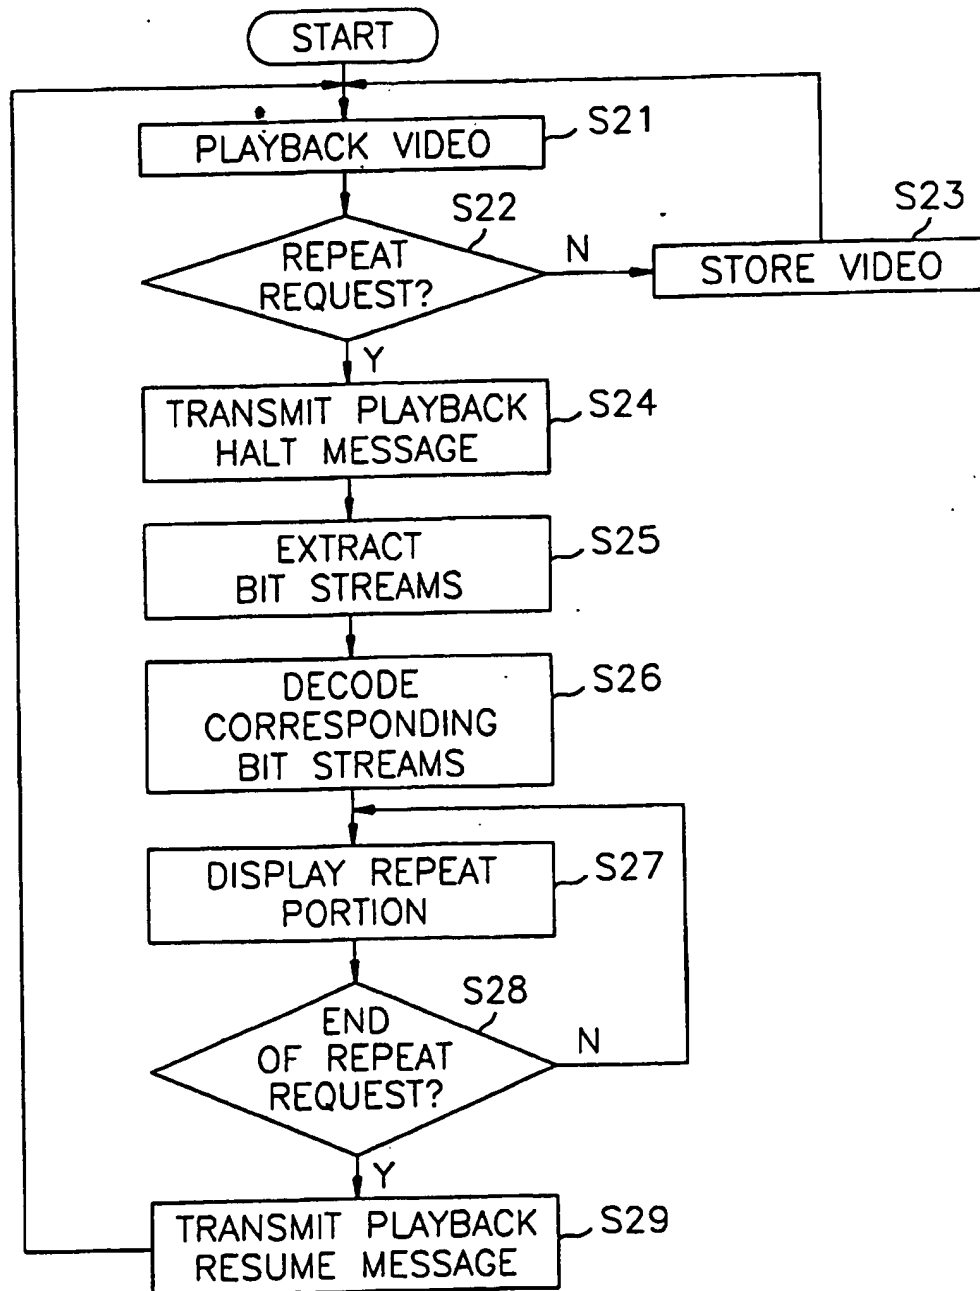 START
PLAYBACK VIDEO
S21
S22
REPEAT
REQUEST?
N
S23
STORE VIDEO
Y
TRANSMIT PLAYBACK
HALT MESSAGE
S24
EXTRACT
BIT STREAMS
S25
DECODE
CORRESPONDING
BIT STREAMS
S26
DISPLAY REPEAT
PORTION
S27
S28
END
OF REPEAT
REQUEST?
N
Y
TRANSMIT PLAYBACK
RESUME MESSAGE
S29